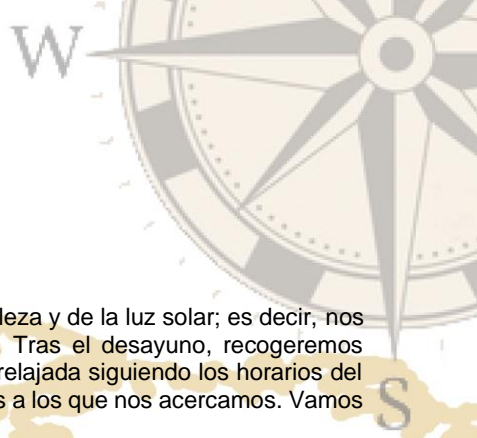 W
leza y de la luz solar; es decir, nos
Tras el desayuno, recogeremos
relajada siguiendo los horarios del
s a los que nos acercamos. Vamos
S